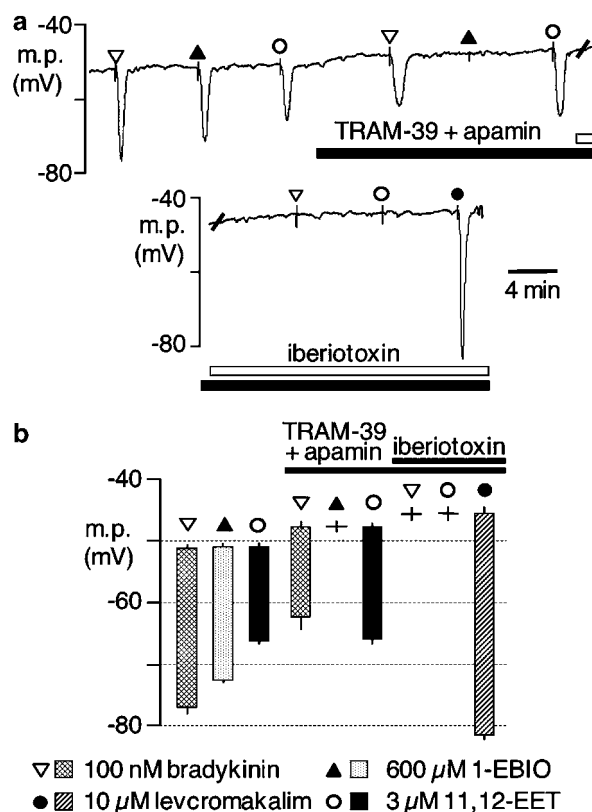 a
-40
m.p.
(mV)
-80
TRAM-39 + apamin
-40
m.p.
(mV)
-80
4 min
iberiotoxin
b
TRAM-39
+ apamin
iberiotoxin
-40
m.p.
(mV)
-60
-80
100 nM bradykinin
600 µM 1-EBIO
10 µM levcromakalim
3 µM 11,12-EET